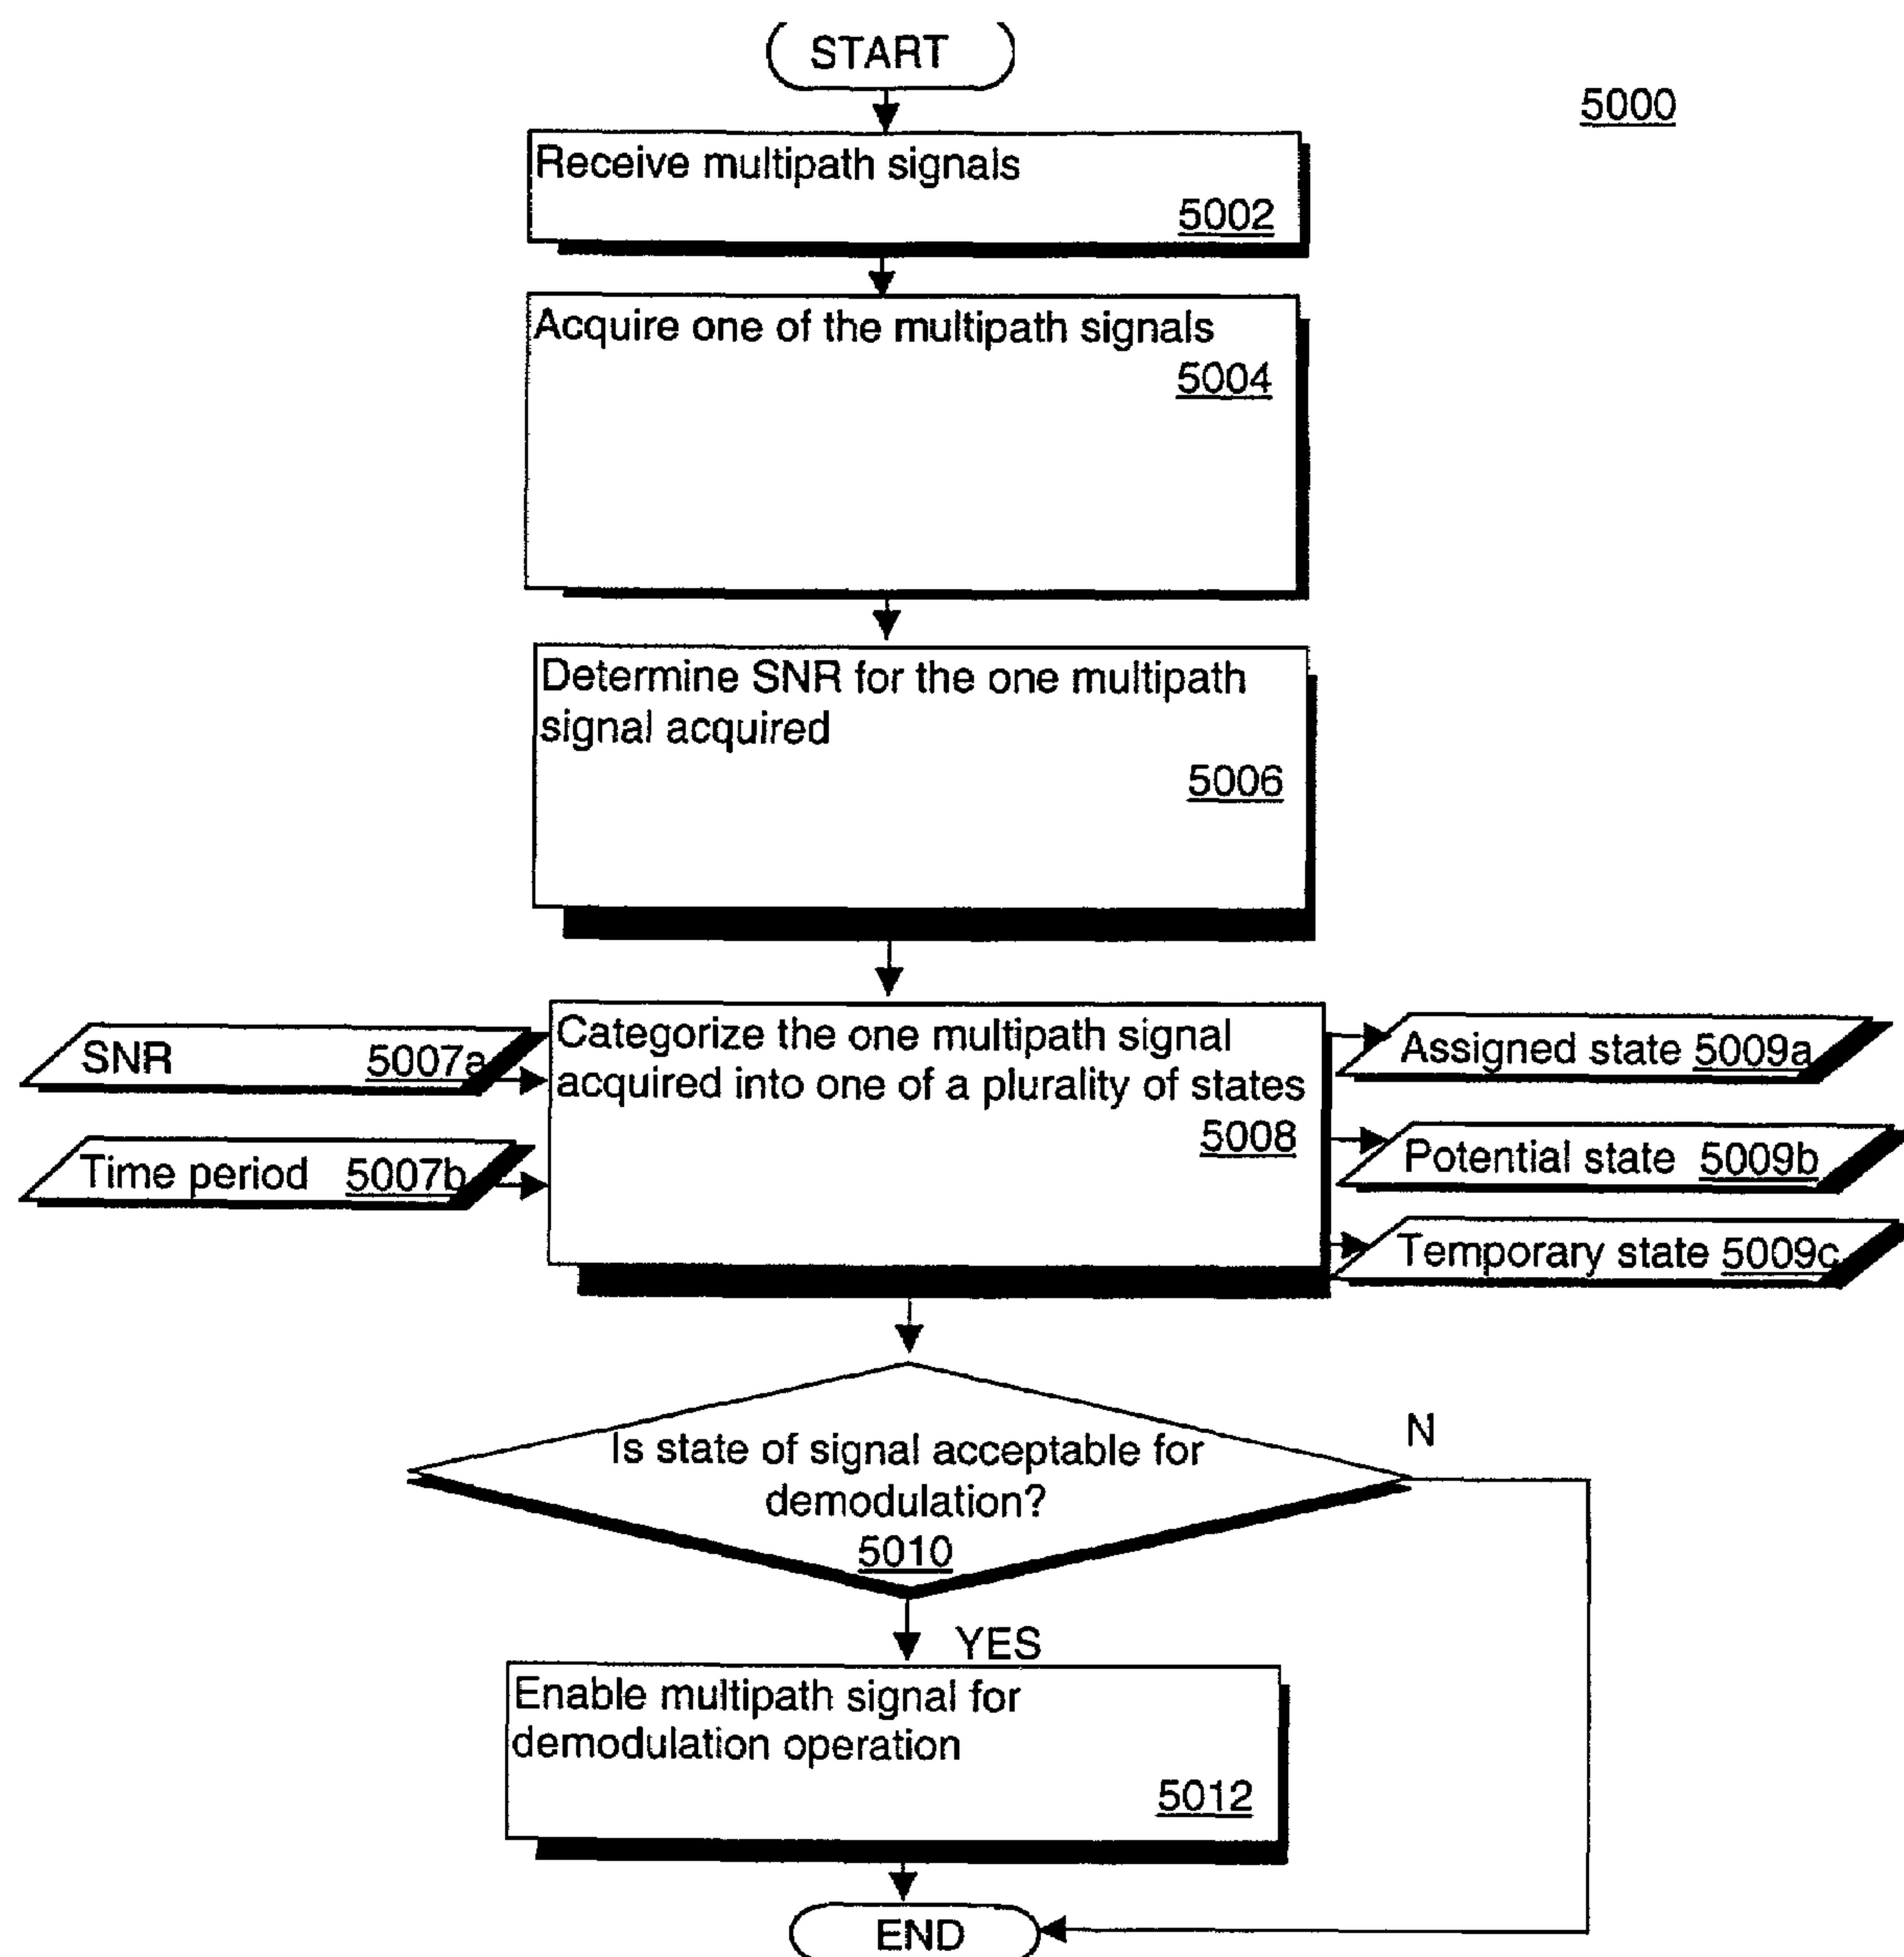 START
5000
Receive multipath signals
5002
Acquire one of the multipath signals
5004
Determine SNR for the one multipath
signal acquired
5006
SNR 5007a
Time period 5007b
Categorize the one multipath signal
acquired into one of a plurality of states
5008
Assigned state 5009a
Potential state 5009b
Temporary state 5009c
Is state of signal acceptable for
demodulation?
5010
N
YES
Enable multipath signal for
demodulation operation
5012
END